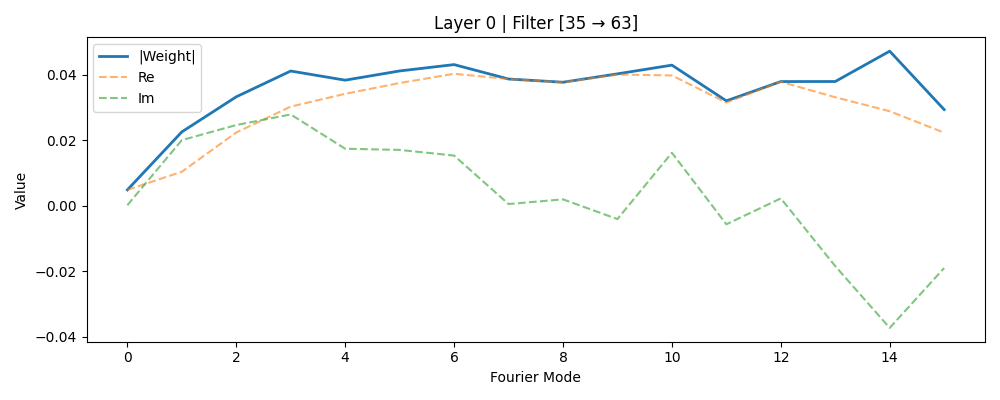 Layer 0 | Filter [35 → 63]
|Weight|
Re
Im
0.04
0.02
0.00
−0.02
−0.04
Value
0 2 4 6 8 10 12 14
Fourier Mode